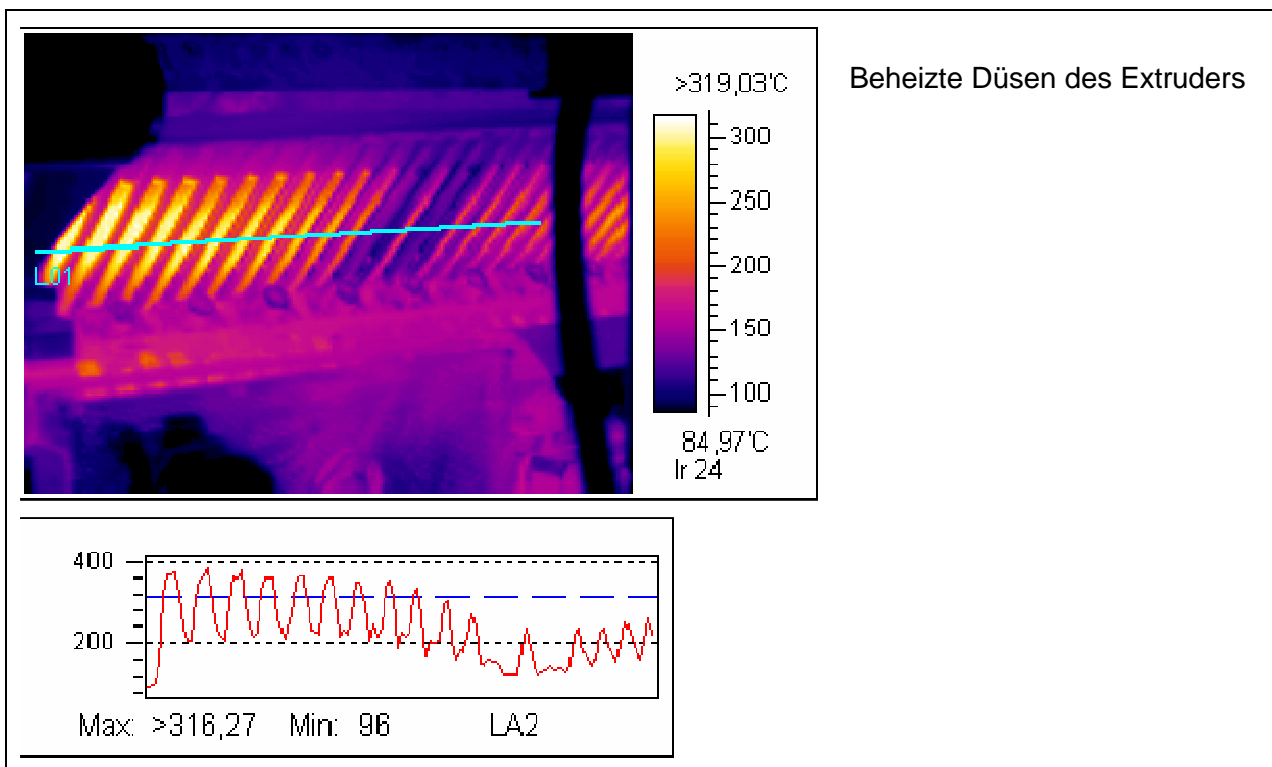 >319,03°C
Beheizte Düsen des Extruders
300
250
200
150
100
84,97°C
Ir 24
L01
400
200
Max: >316,27 Min: 96 LA2